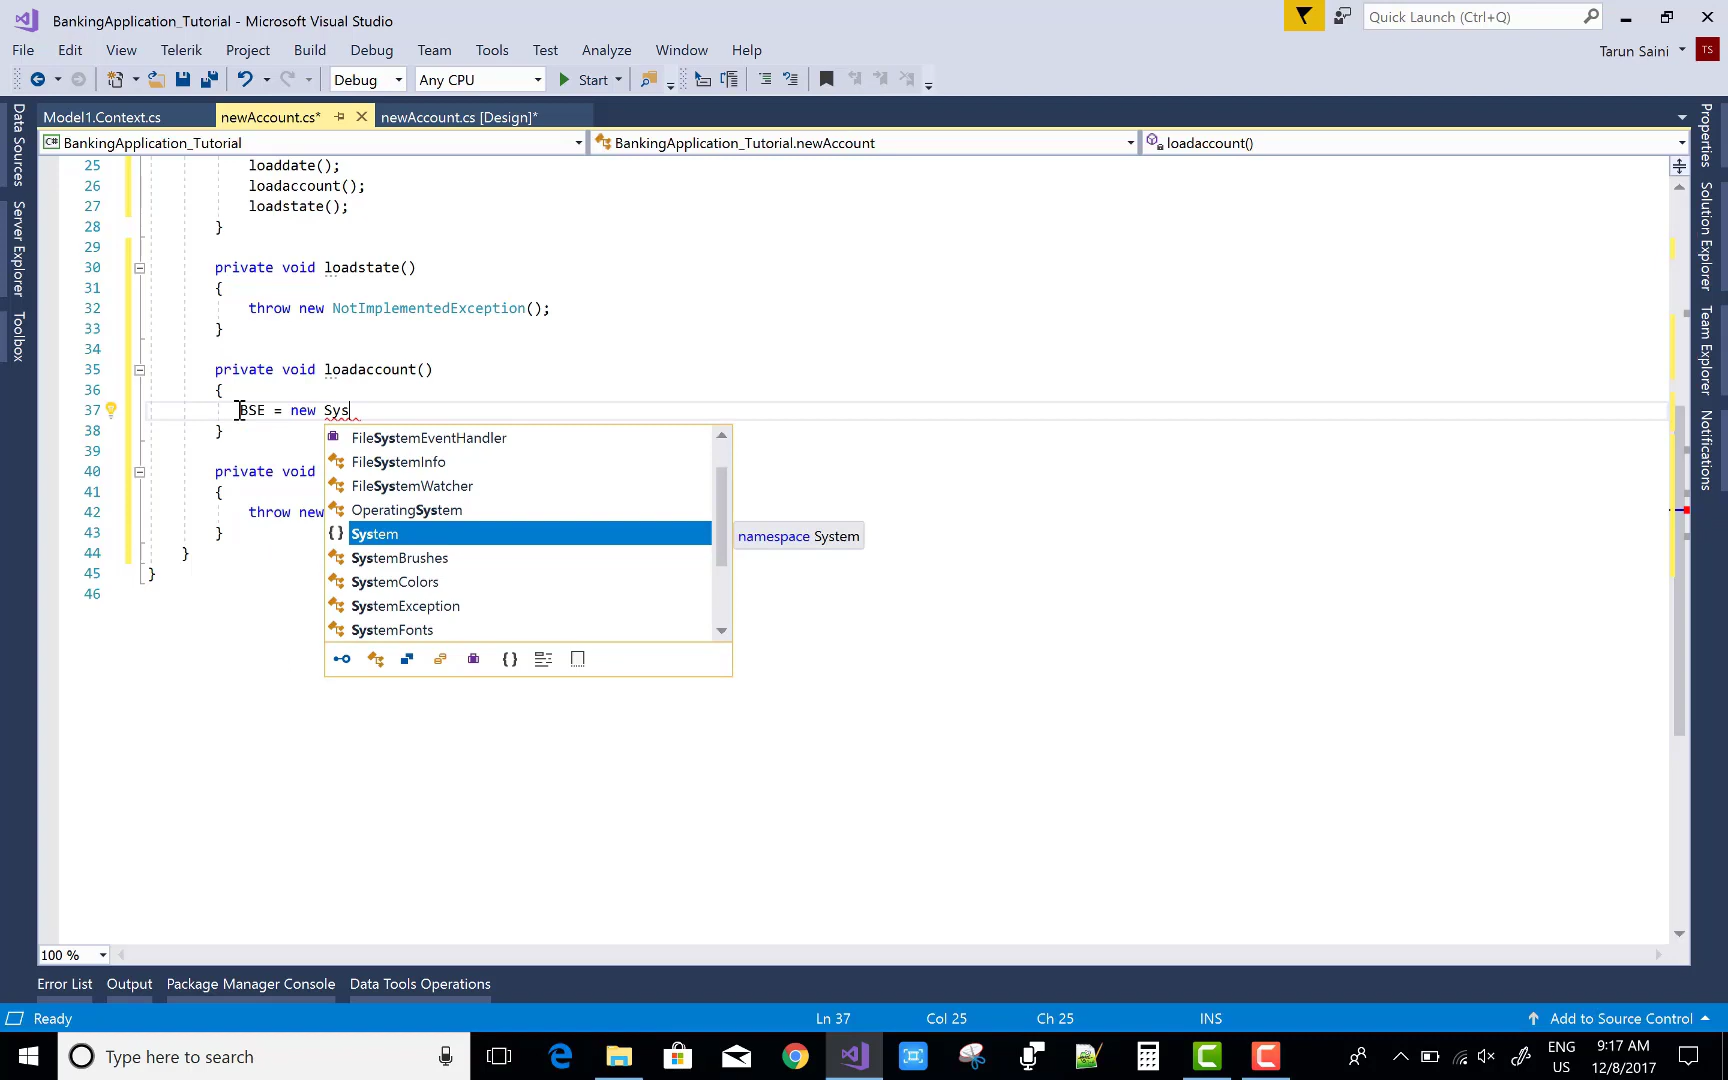 BankingApplication_Tutorial - Microsoft Visual Studio
Quick Launch (Ctrl+Q)
File Edit View Telerik Project Build Debug Team Tools Test Analyze Window Help
Tarun Saini TS
Debug Any CPU Start
Model1.Context.cs newAccount.cs* newAccount.cs [Design]*
BankingApplication_Tutorial BankingApplication_Tutorial.newAccount loadaccount()
Data Sources
Server Explorer
Toolbox
25 loaddate();
26 loadaccount();
27 loadstate();
28 }
29
30 private void loadstate()
31 {
32 throw new NotImplementedException();
33 }
34
35 private void loadaccount()
36 {
37 BSE = new Sys
38 }
39
40 private void
41 {
42 throw new
43 }
44 }
45 }
46
FileSystemEventHandler
FileSystemInfo
FileSystemWatcher
OperatingSystem
{ } System
SystemBrushes
SystemColors
SystemException
SystemFonts
{ }
namespace System
Properties
Solution Explorer
Team Explorer
Notifications
100 %
Error List Output Package Manager Console Data Tools Operations
Ready Ln 37 Col 25 Ch 25 INS Add to Source Control
Type here to search
ENG
US
9:17 AM
12/8/2017